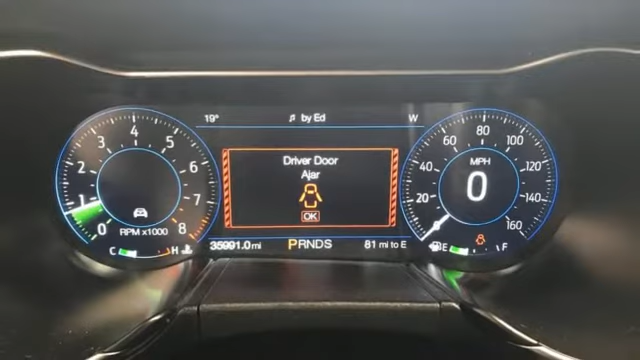 19° ♫ by Ed W
Driver Door
Ajar
OK
35991.0 mi PRNDS 81 mi to E
0 1 2 3 4 5 6 7 8
RPM x1000
C H
20 40 60 80 100 120 140 160
MPH
0
E F